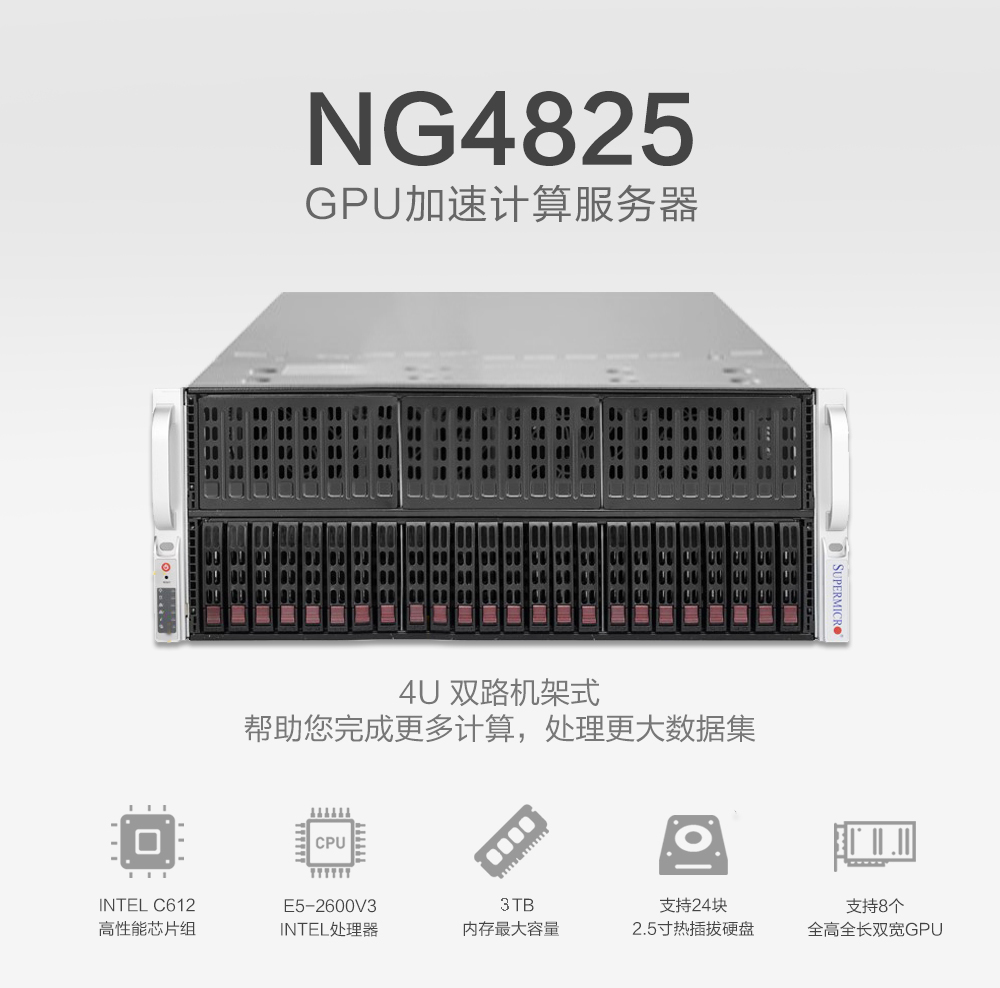 NG4825
GPU加速计算服务器
SUPERMICRO
4U 双路机架式
帮助您完成更多计算，处理更大数据集
CPU
INTEL C612
高性能芯片组
E5-2600V3
INTEL处理器
3TB
内存最大容量
支持24块
2.5寸热插拔硬盘
支持8个
全高全长双宽GPU